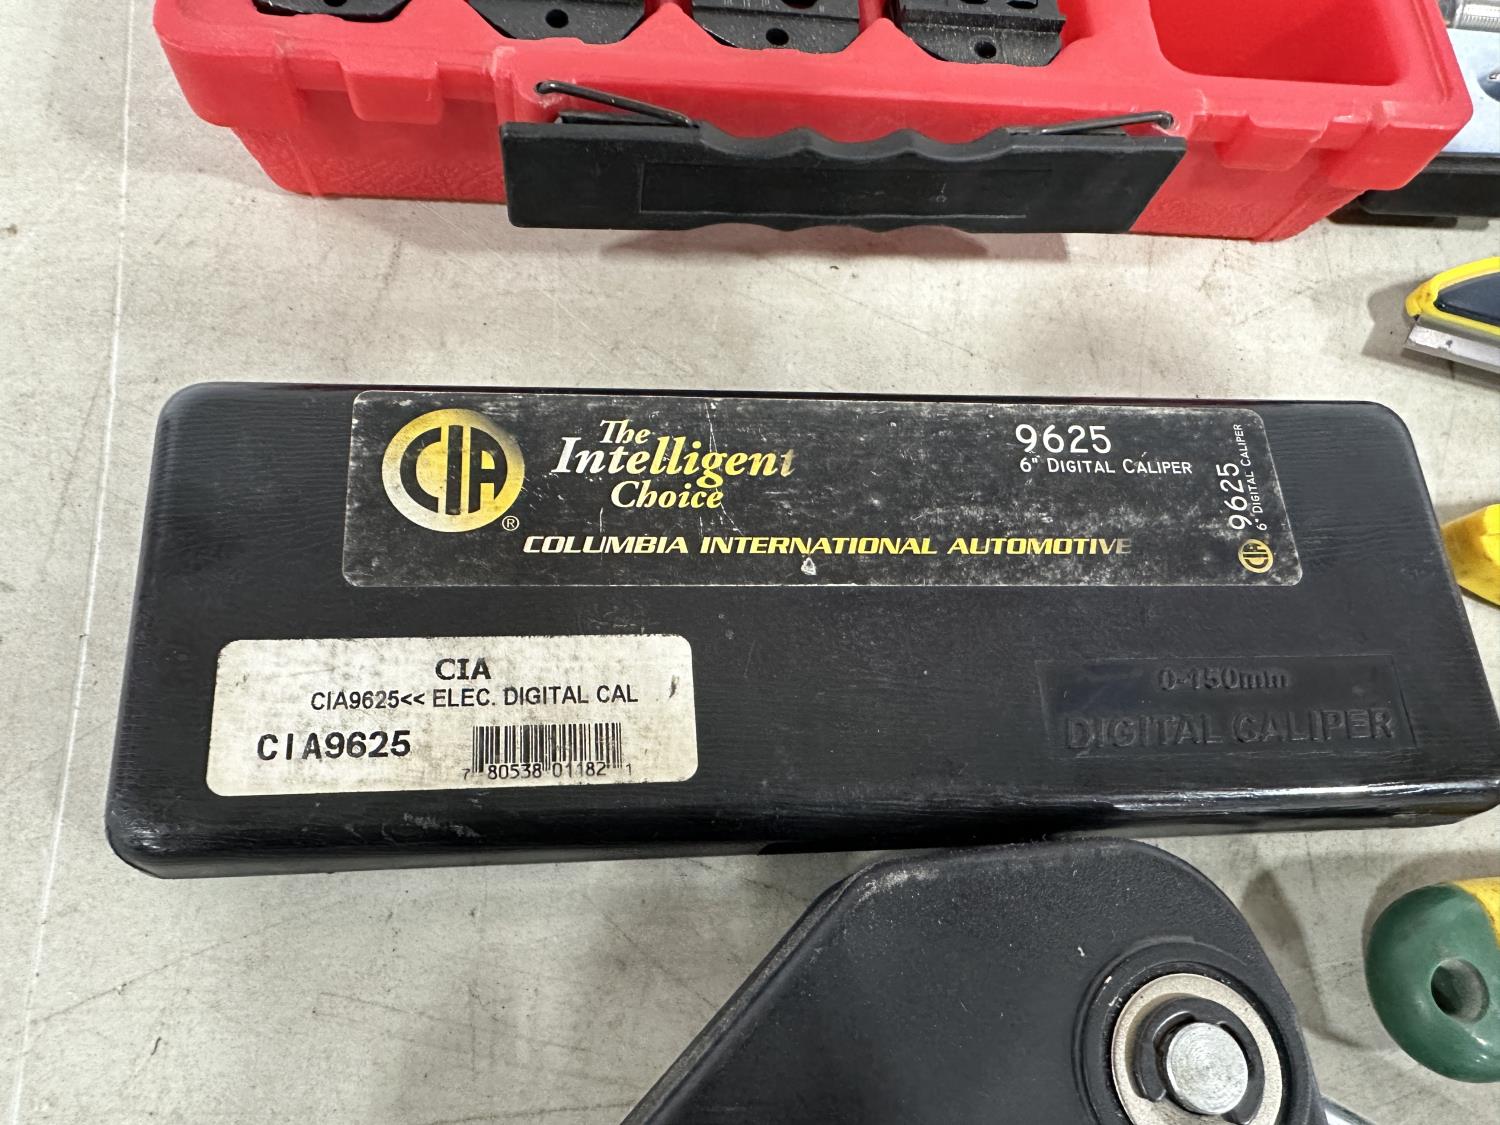 CIA
®
The
Intelligent
Choice
COLUMBIA INTERNATIONAL AUTOMOTIVE
9625
6" DIGITAL CALIPER
9625
6" DIGITAL CALIPER
CIA
CIA
CIA9625<< ELEC. DIGITAL CAL
CIA9625
7 80538 01182 1
0-150mm
DIGITAL CALIPER